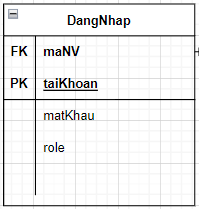 DangNhap
FK maNV
PK taiKhoan
matKhau
role